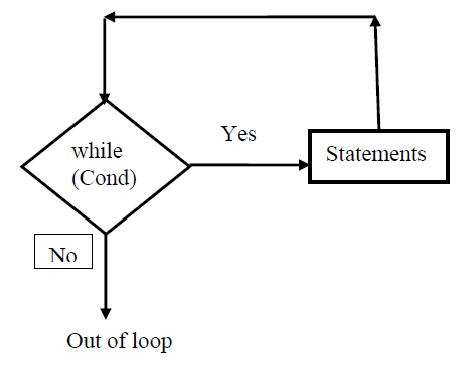 Yes
while
(Cond)
Statements
No
Out of loop